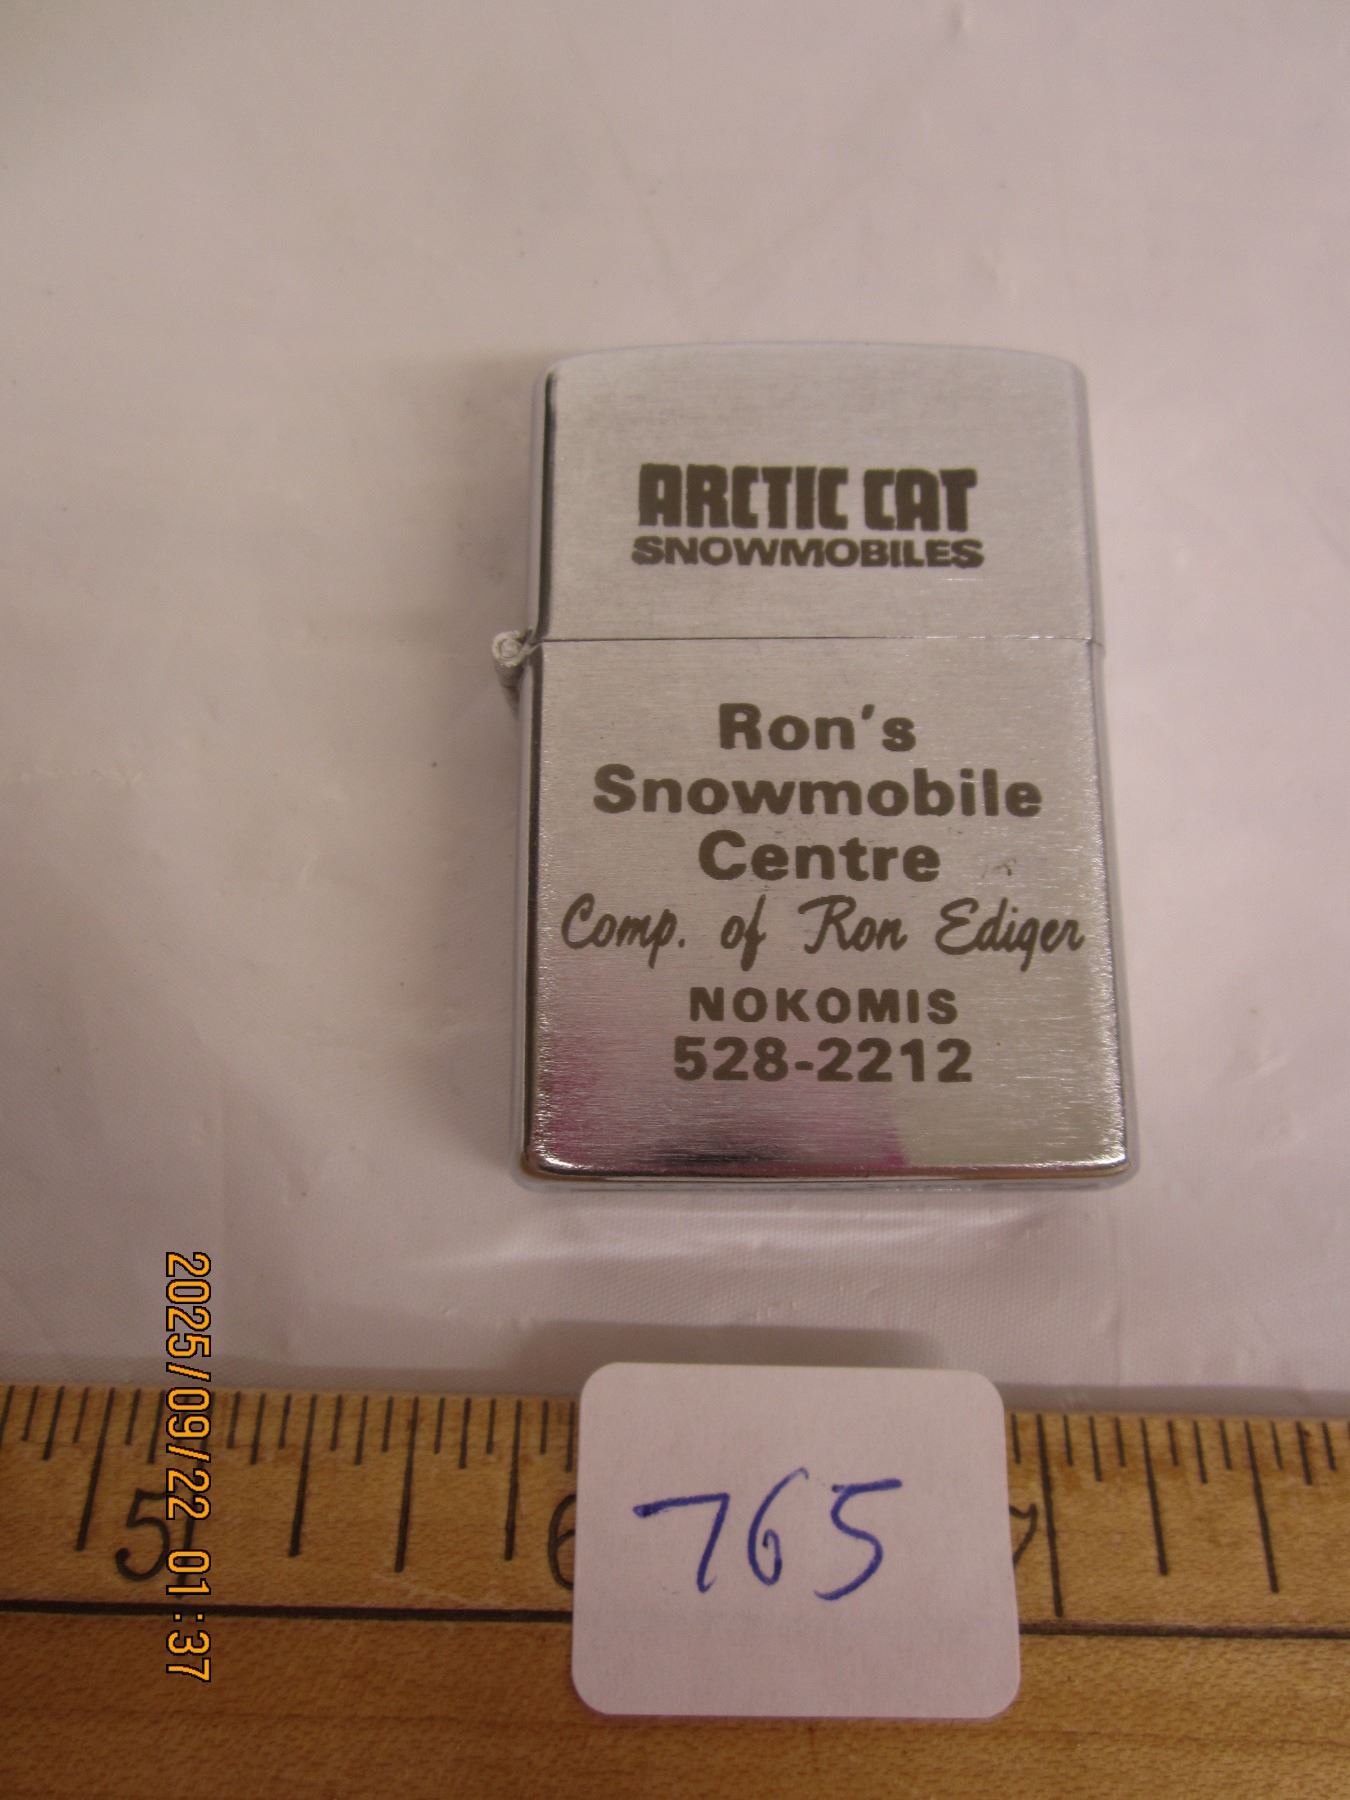 ARCTIC CAT
SNOWMOBILES
Ron's
Snowmobile
Centre
Comp. of Ron Ediger
NOKOMIS
528-2212
2025/09/22 01:37
5
6
7
765